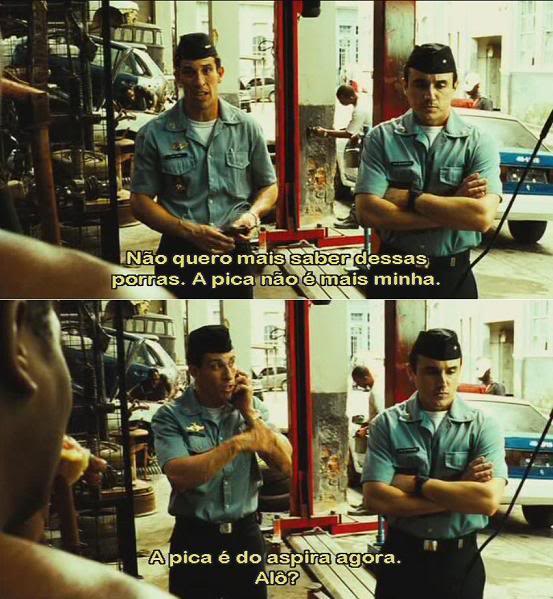 Não quero mais saber dessas
porras. A pica não é mais minha.
A pica é do aspira agora.
Alô?